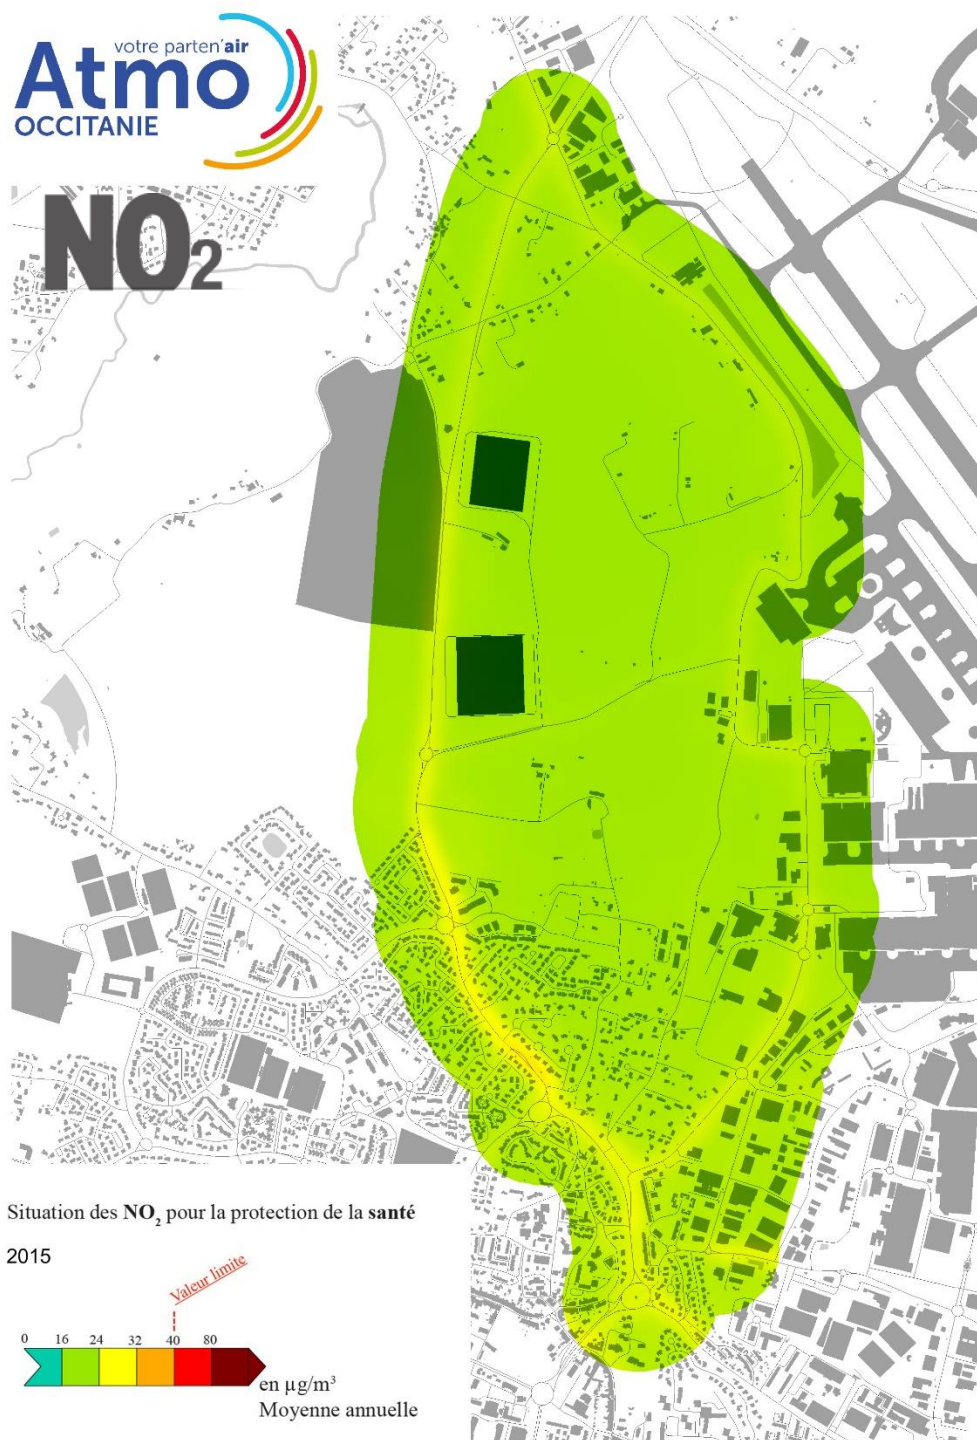 votre parten'air
Atmo
OCCITANIE
NO₂
Situation des NO₂ pour la protection de la santé
2015
Valeur limite
0 16 24 32 40 80
en µg/m³
Moyenne annuelle